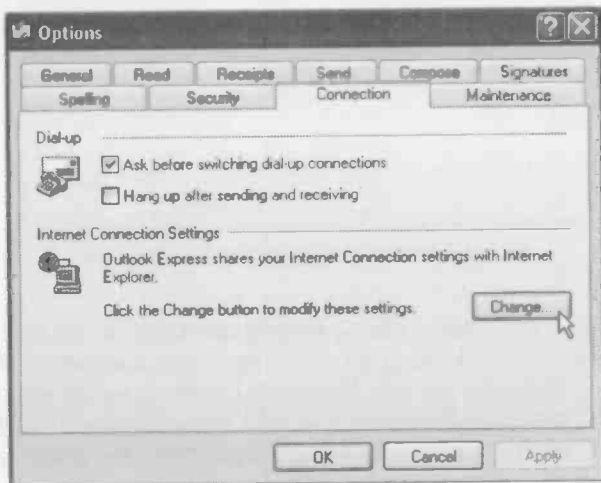 Options
General Read Receipts Send Compose Signatures
Spelling Security Connection Maintenance
Dial-up
Ask before switching dial-up connections
Hang up after sending and receiving
Internet Connection Settings
Outlook Express shares your Internet Connection settings with Internet
Explorer.
Click the Change button to modify these settings.
Change...
OK Cancel Apply